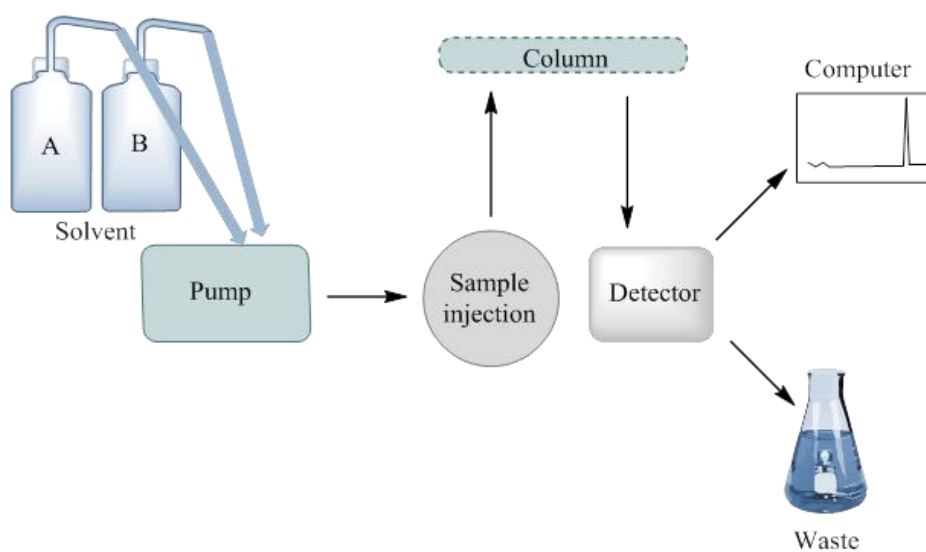 Column
Computer
A
B
Solvent
Pump
Sample
injection
Detector
Waste